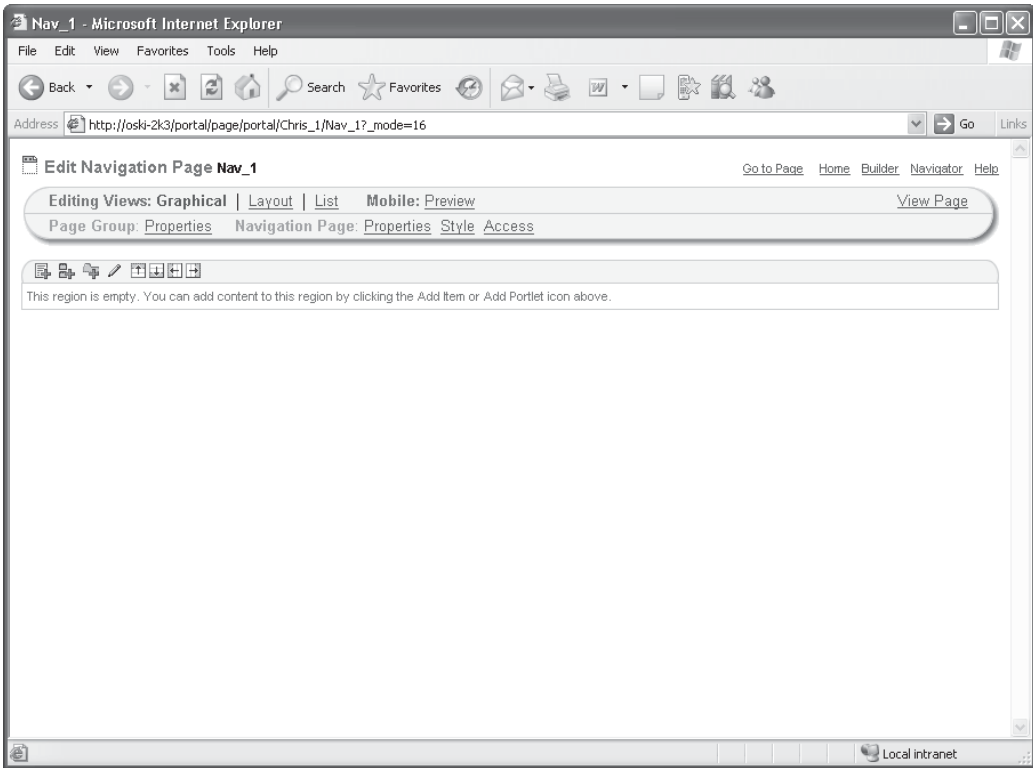 Nav_1 - Microsoft Internet Explorer
File Edit View Favorites Tools Help
Back Search Favorites
Address http://oski-2k3/portal/page/portal/Chris_1/Nav_1?_mode=16 Go Links
Edit Navigation Page Nav_1 Go to Page Home Builder Navigator Help
Editing Views: Graphical | Layout | List Mobile: Preview View Page
Page Group: Properties Navigation Page: Properties Style Access
This region is empty. You can add content to this region by clicking the Add Item or Add Portlet icon above.
Local intranet